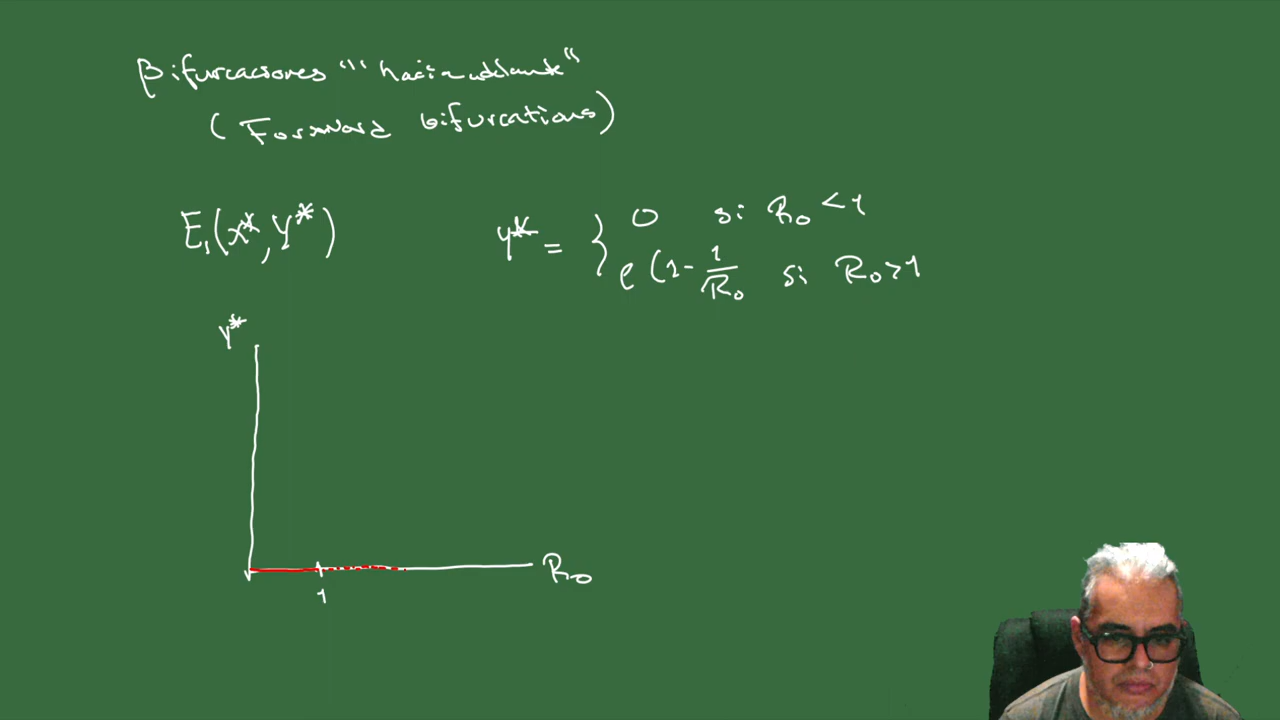 Bifurcaciones "" hacia adelante"
(Forward bifurcations)
E₁(x*, Y*)
y* = { 0 si R₀ < 1
ρ (1 - 1/R₀ si R₀ > 1
Y*
R₀
1